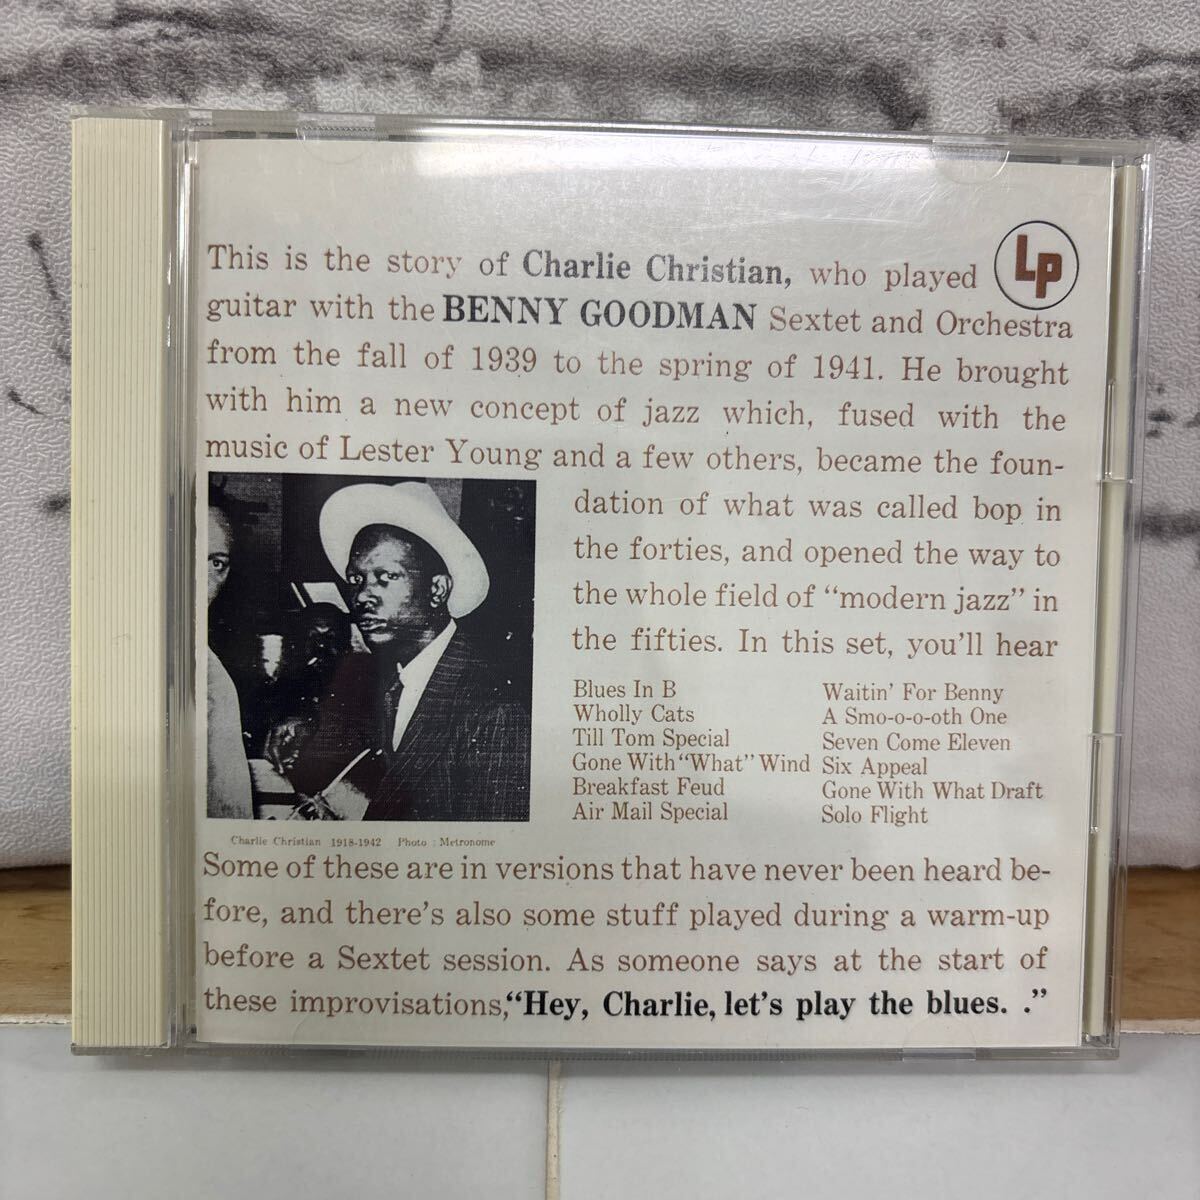 This is the story of Charlie Christian, who played
LP
guitar with the BENNY GOODMAN Sextet and Orchestra
from the fall of 1939 to the spring of 1941. He brought
with him a new concept of jazz which, fused with the
music of Lester Young and a few others, became the foun-
dation of what was called bop in
the forties, and opened the way to
the whole field of “modern jazz” in
the fifties. In this set, you’ll hear
Blues In B
Wholly Cats
Till Tom Special
Gone With “What” Wind
Breakfast Feud
Air Mail Special
Waitin’ For Benny
A Smo-o-o-oth One
Seven Come Eleven
Six Appeal
Gone With What Draft
Solo Flight
Charlie Christian 1918-1942 Photo : Metronome
Some of these are in versions that have never been heard be-
fore, and there’s also some stuff played during a warm-up
before a Sextet session. As someone says at the start of
these improvisations, “Hey, Charlie, let’s play the blues. .”